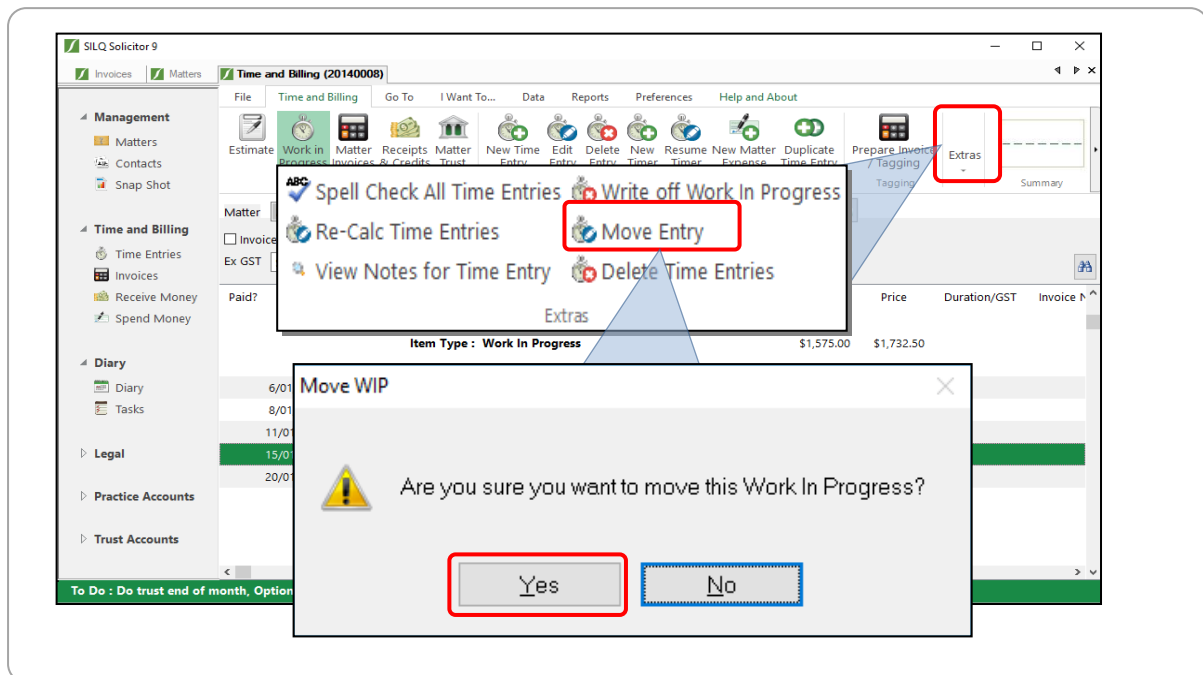 SILQ Solicitor 9
Invoices Matters Time and Billing (20140008)
File Time and Billing Go To I Want To... Data Reports Preferences Help and About
Management
Matters
Contacts
Snap Shot
Time and Billing
Time Entries
Invoices
Receive Money
Spend Money
Diary
Diary
Tasks
Legal
Practice Accounts
Trust Accounts
Estimate Work in Matter Receipts Matter New Time Edit Delete New Resume New Matter Duplicate Prepare Invoice Extras
Progress Invoices & Credits Trust Entry Entry Entry Timer Timer Expense Time Entry / Tagging
Tagging Summary
Matter
Invoice
Ex GST
ABC Spell Check All Time Entries Write off Work In Progress
Re-Calc Time Entries Move Entry
View Notes for Time Entry Delete Time Entries
Extras
Paid? Price Duration/GST Invoice
Item Type : Work In Progress $1,575.00 $1,732.50
6/01
8/01
11/01
15/01
20/01
Move WIP
Are you sure you want to move this Work In Progress?
Yes No
To Do : Do trust end of month, Option